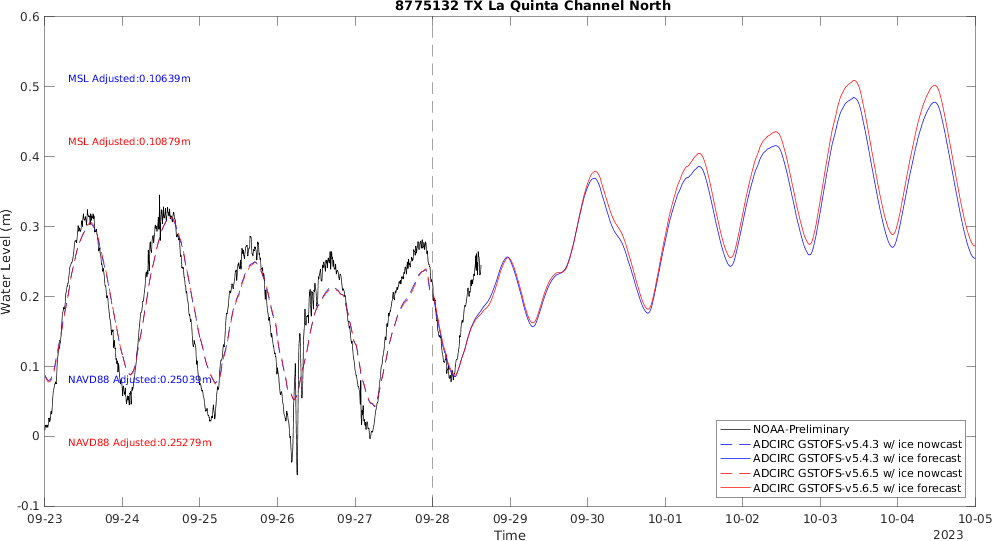 8775132 TX La Quinta Channel North
0.6
0.5
0.4
0.3
0.2
0.1
0
-0.1
Water Level (m)
MSL Adjusted:0.10639m
MSL Adjusted:0.10879m
NAVD88 Adjusted:0.25039m
NAVD88 Adjusted:0.25279m
NOAA-Preliminary
ADCIRC GSTOFS-v5.4.3 w/ ice nowcast
ADCIRC GSTOFS-v5.4.3 w/ ice forecast
ADCIRC GSTOFS-v5.6.5 w/ ice nowcast
ADCIRC GSTOFS-v5.6.5 w/ ice forecast
09-23 09-24 09-25 09-26 09-27 09-28 09-29 09-30 10-01 10-02 10-03 10-04 10-05
Time
2023